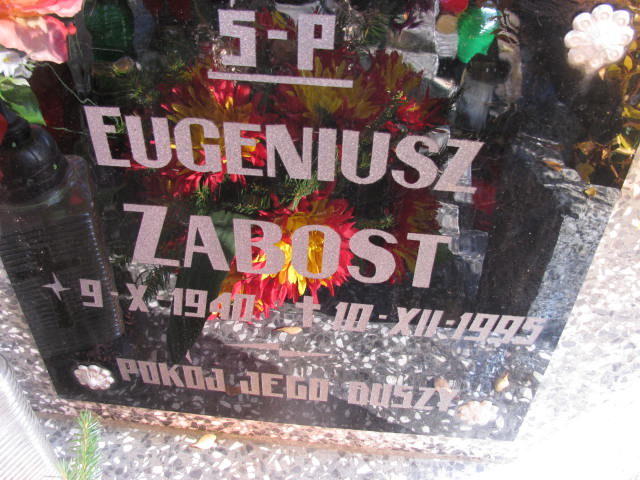 S-P
EUGENIUSZ
ZABOST
9-X-1940 † 10-XII-1995
POKÓJ JEGO DUSZY